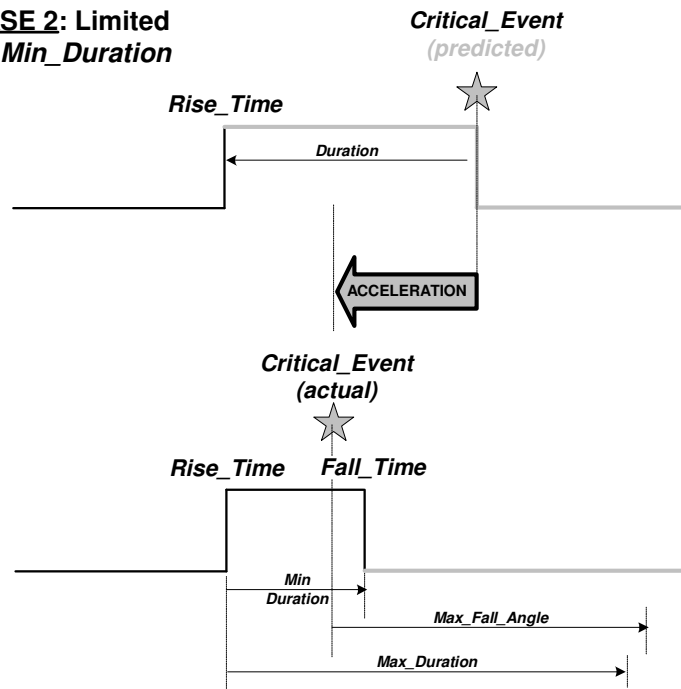 SE 2: Limited
Min_Duration
Critical_Event
(predicted)
Rise_Time
Duration
ACCELERATION
Critical_Event
(actual)
Rise_Time Fall_Time
Min
Duration
Max_Fall_Angle
Max_Duration